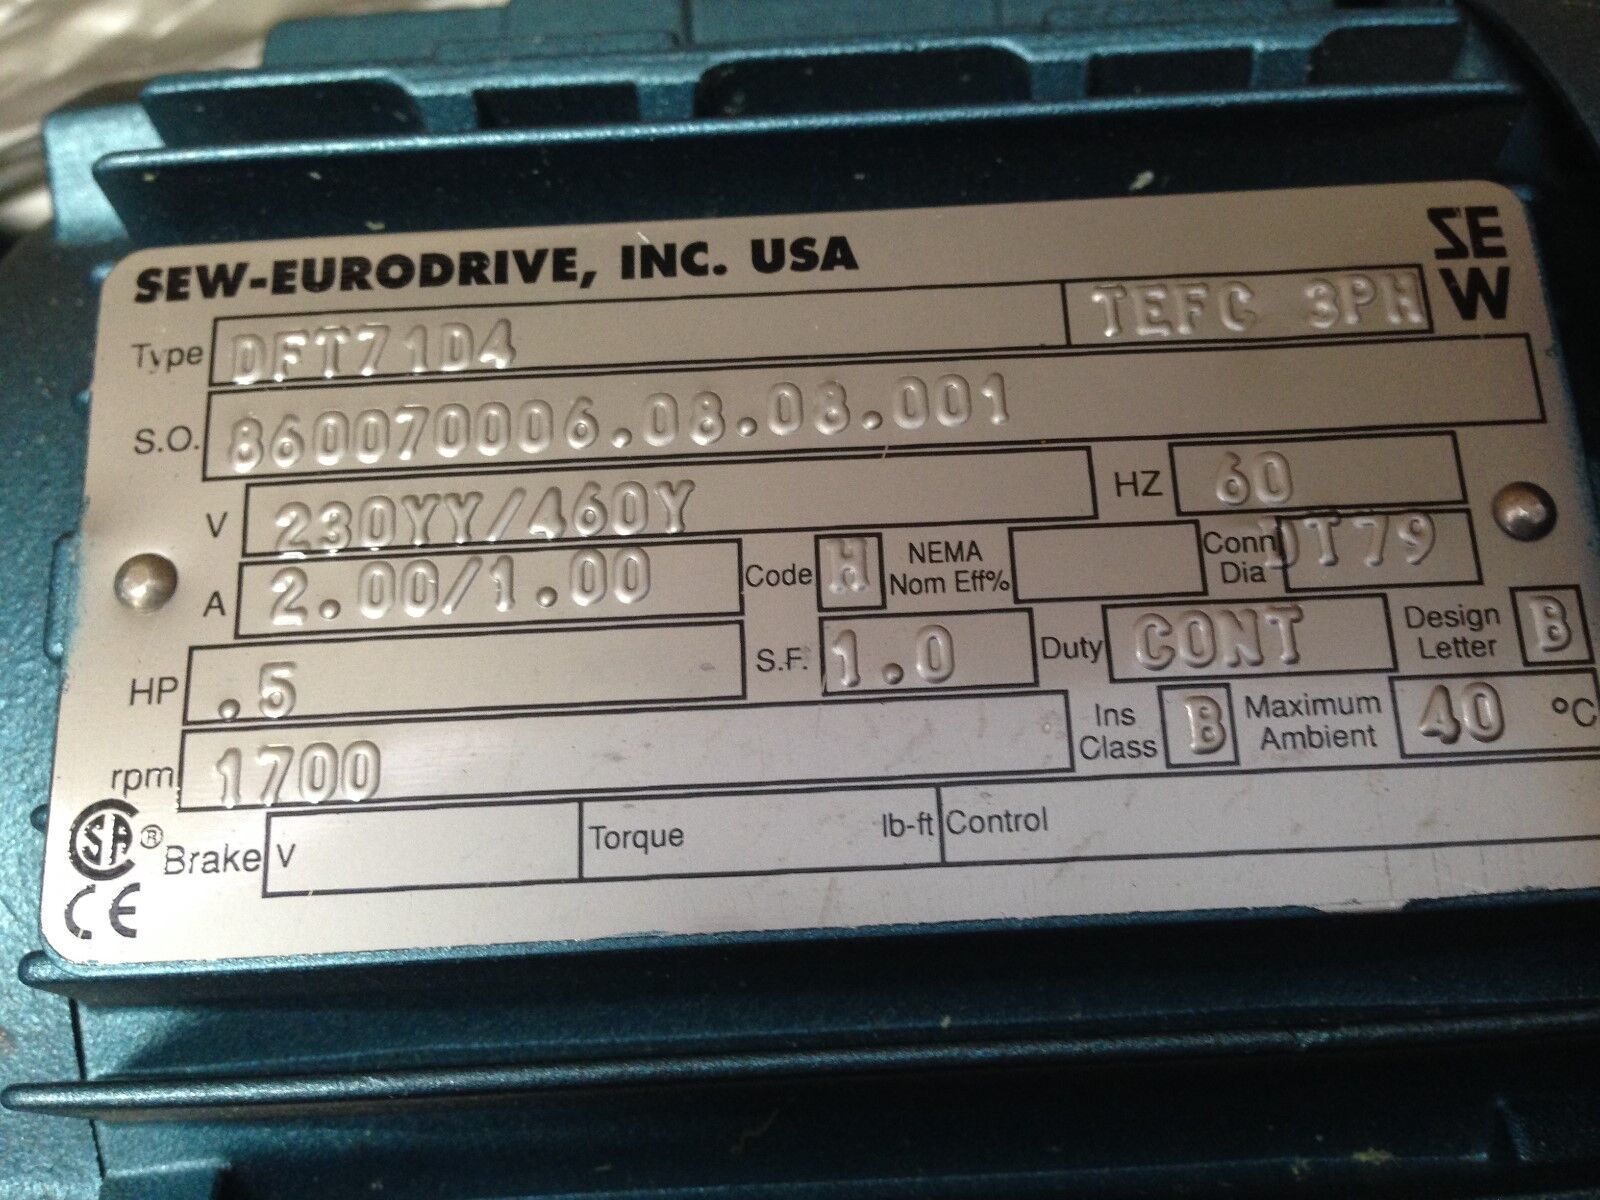 SEW-EURODRIVE, INC. USA
SEW
Type DFT71D4 TEFC 3PH
S.O. 860070006.08.08.001
V 230YY/460Y HZ 60
A 2.00/1.00 Code H NEMA Nom Eff% Conn Dia DT79
HP .5 S.F. 1.0 Duty CONT Design Letter B
rpm 1700 Ins Class B Maximum Ambient 40 °C
Brake V Torque lb-ft Control
CSA ®
CE